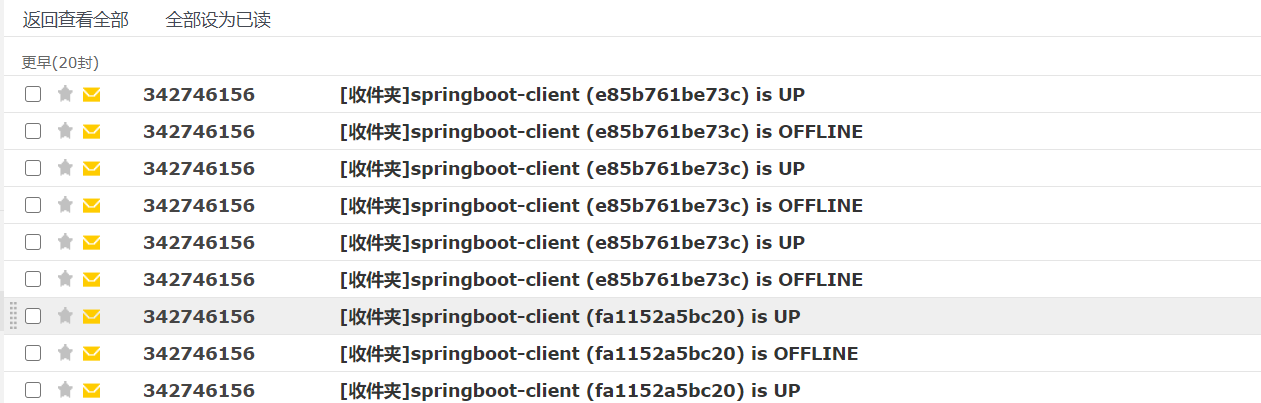 返回查看全部 全部设为已读
更早(20封)
342746156 [收件夹]springboot-client (e85b761be73c) is UP
342746156 [收件夹]springboot-client (e85b761be73c) is OFFLINE
342746156 [收件夹]springboot-client (e85b761be73c) is UP
342746156 [收件夹]springboot-client (e85b761be73c) is OFFLINE
342746156 [收件夹]springboot-client (e85b761be73c) is UP
342746156 [收件夹]springboot-client (e85b761be73c) is OFFLINE
342746156 [收件夹]springboot-client (fa1152a5bc20) is UP
342746156 [收件夹]springboot-client (fa1152a5bc20) is OFFLINE
342746156 [收件夹]springboot-client (fa1152a5bc20) is UP